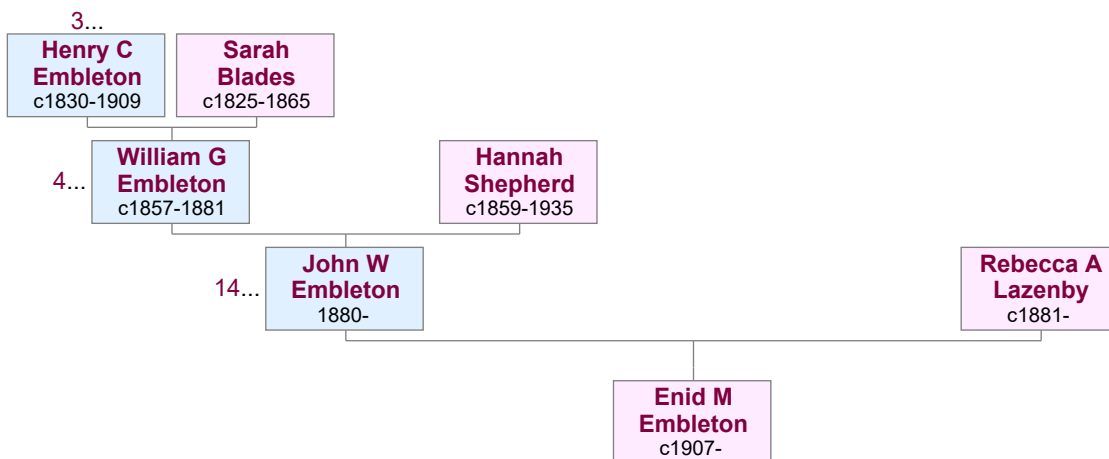 3...
Henry C
Embleton
c1830-1909
Sarah
Blades
c1825-1865
4...
William G
Embleton
c1857-1881
Hannah
Shepherd
c1859-1935
14...
John W
Embleton
1880-
Rebecca A
Lazenby
c1881-
Enid M
Embleton
c1907-